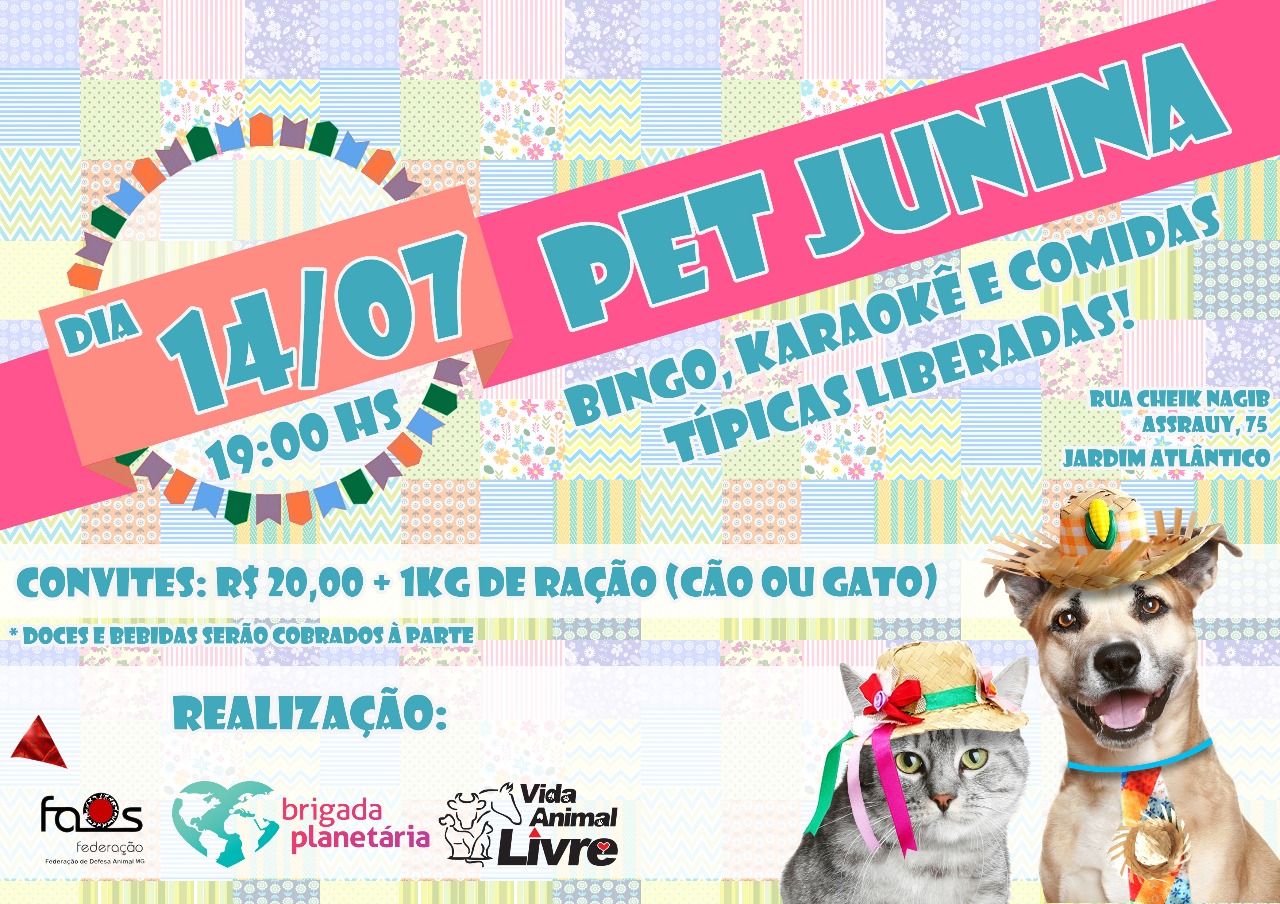 PET JUNINA
DIA
14/07
19:00 HS
BINGO, KARAOKÊ E COMIDAS
TÍPICAS LIBERADAS!
RUA CHEIK NAGIB
ASSRAUY, 75
JARDIM ATLÂNTICO
CONVITES: R$ 20,00 + 1KG DE RAÇÃO (CÃO OU GATO)
* DOCES E BEBIDAS SERÃO COBRADOS À PARTE
REALIZAÇÃO:
faos
federação
Federação de Defesa Animal MG
brigada
planetária
Vida
Animal
Livre